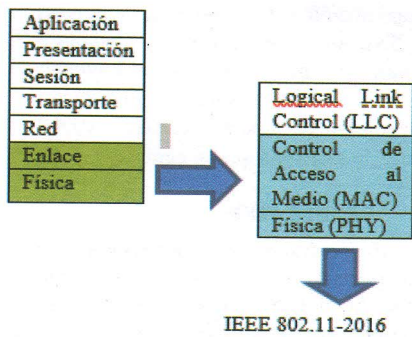 Aplicación
Presentación
Sesión
Transporte
Red
Enlace
Física
Logical Link
Control (LLC)
Control de
Acceso al
Medio (MAC)
Física (PHY)
IEEE 802.11-2016